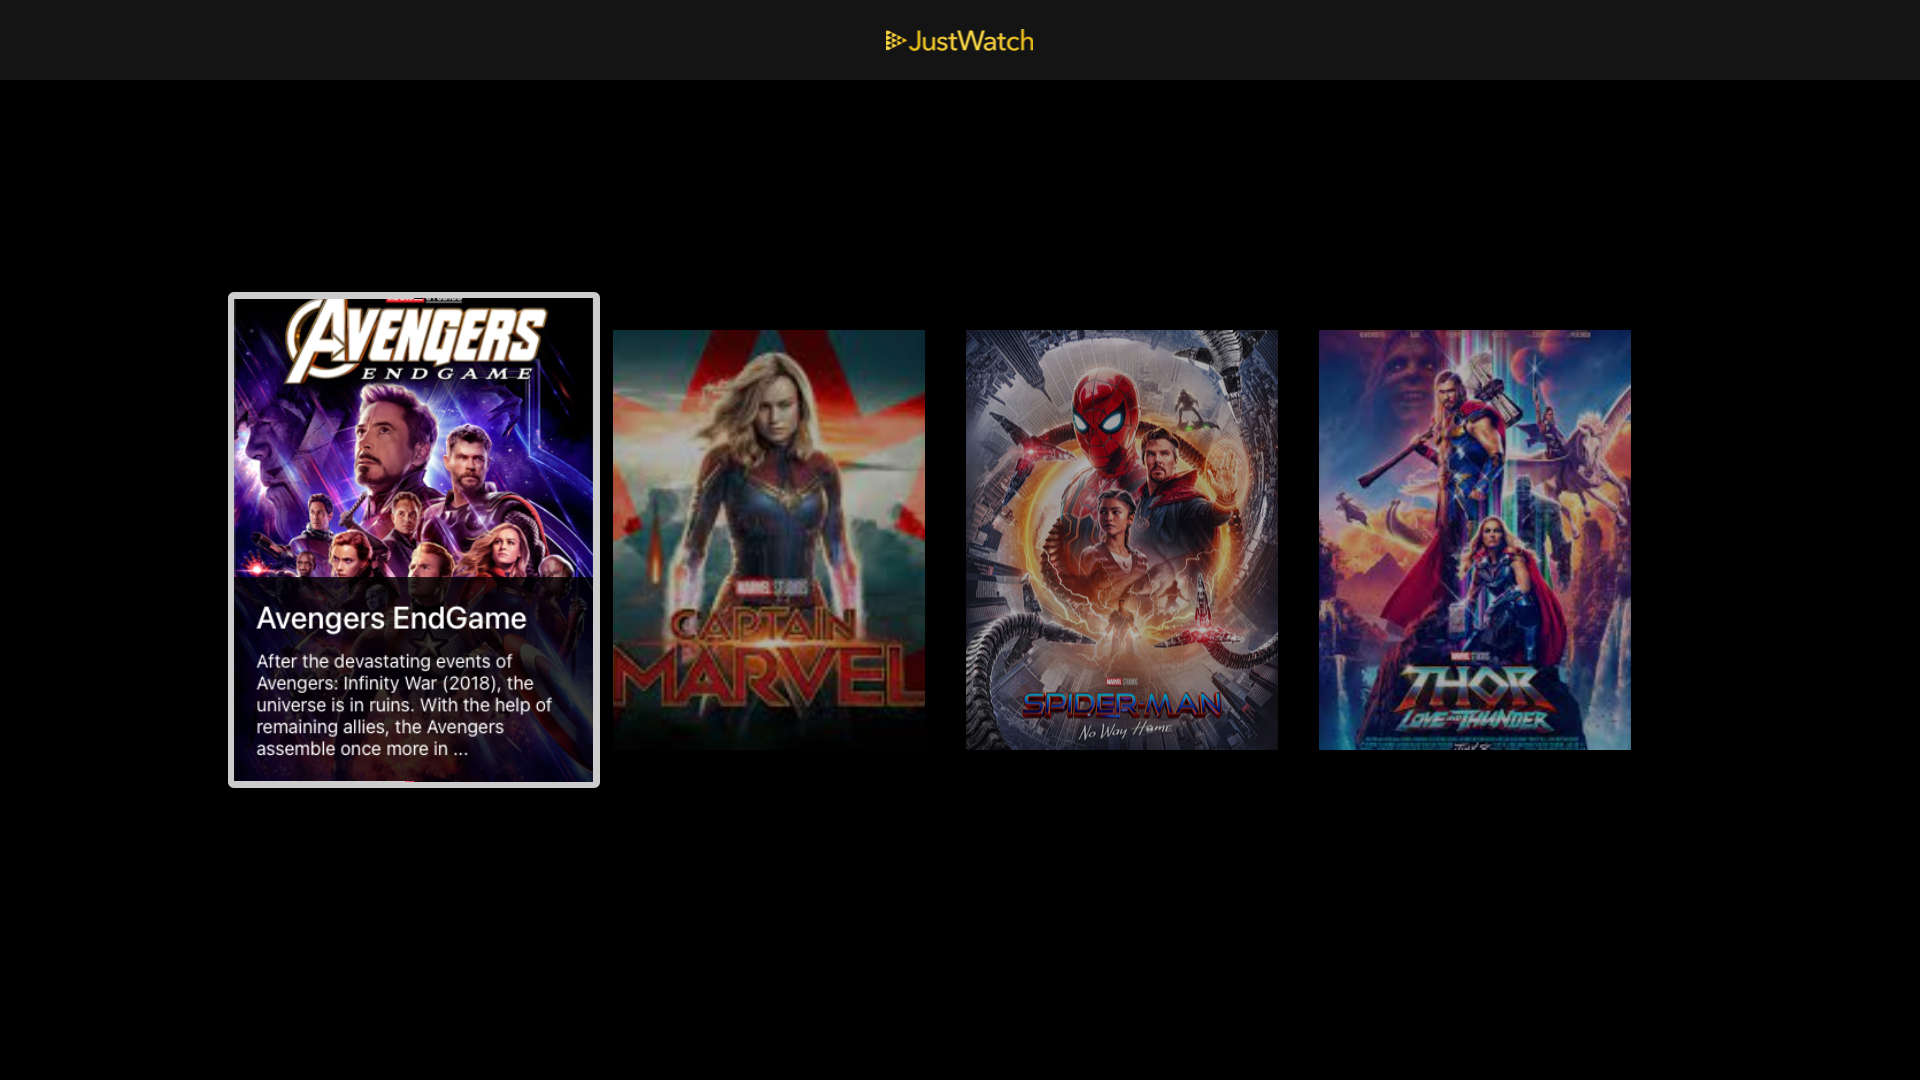 JustWatch
AVENGERS
ENDGAME
Avengers EndGame
After the devastating events of
Avengers: Infinity War (2018), the
universe is in ruins. With the help of
remaining allies, the Avengers
assemble once more in ...
MARVEL STUDIOS
CAPTAIN
MARVEL
MARVEL STUDIOS
SPIDER-MAN
No Way Home
MARVEL STUDIOS
THOR
LOVE AND THUNDER